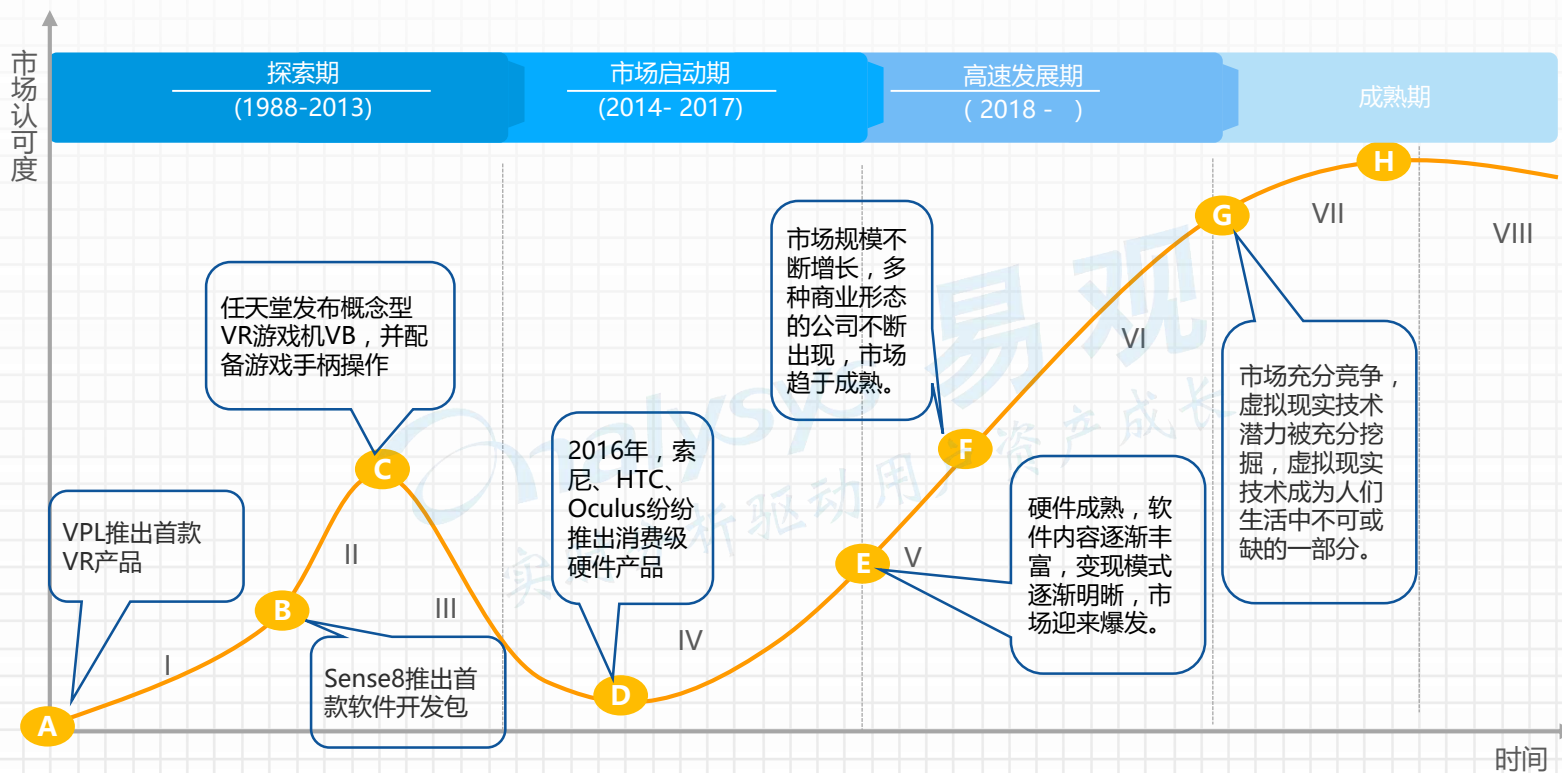 市场认可度
探索期
(1988-2013)
市场启动期
(2014- 2017)
高速发展期
( 2018 -   )
成熟期
H
G
VII
VIII
市场规模不
断增长，多
种商业形态
的公司不断
出现，市场
趋于成熟。
任天堂发布概念型
VR游戏机VB，并配
备游戏手柄操作
VI
市场充分竞争，
虚拟现实技术
潜力被充分挖
掘，虚拟现实
技术成为人们
生活中不可或
缺的一部分。
C
F
2016年，索
尼、HTC、
Oculus纷纷
推出消费级
硬件产品
VPL推出首款
VR产品
硬件成熟，软
件内容逐渐丰
富，变现模式
逐渐明晰，市
场迎来爆发。
II
E
V
B
III
IV
I
Sense8推出首
款软件开发包
D
A
时间
nalysys 易观